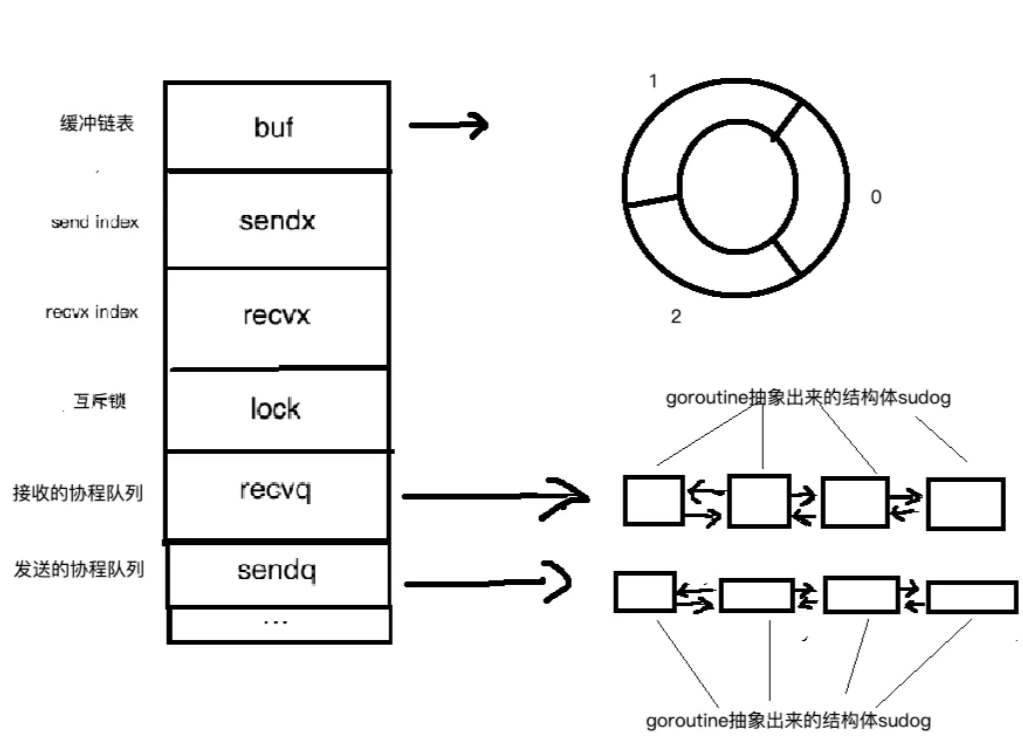 缓冲链表
buf
send index
sendx
recvx index
recvx
互斥锁
lock
接收的协程队列
recvq
发送的协程队列
sendq
...
1
0
2
goroutine抽象出来的结构体sudog
goroutine抽象出来的结构体sudog